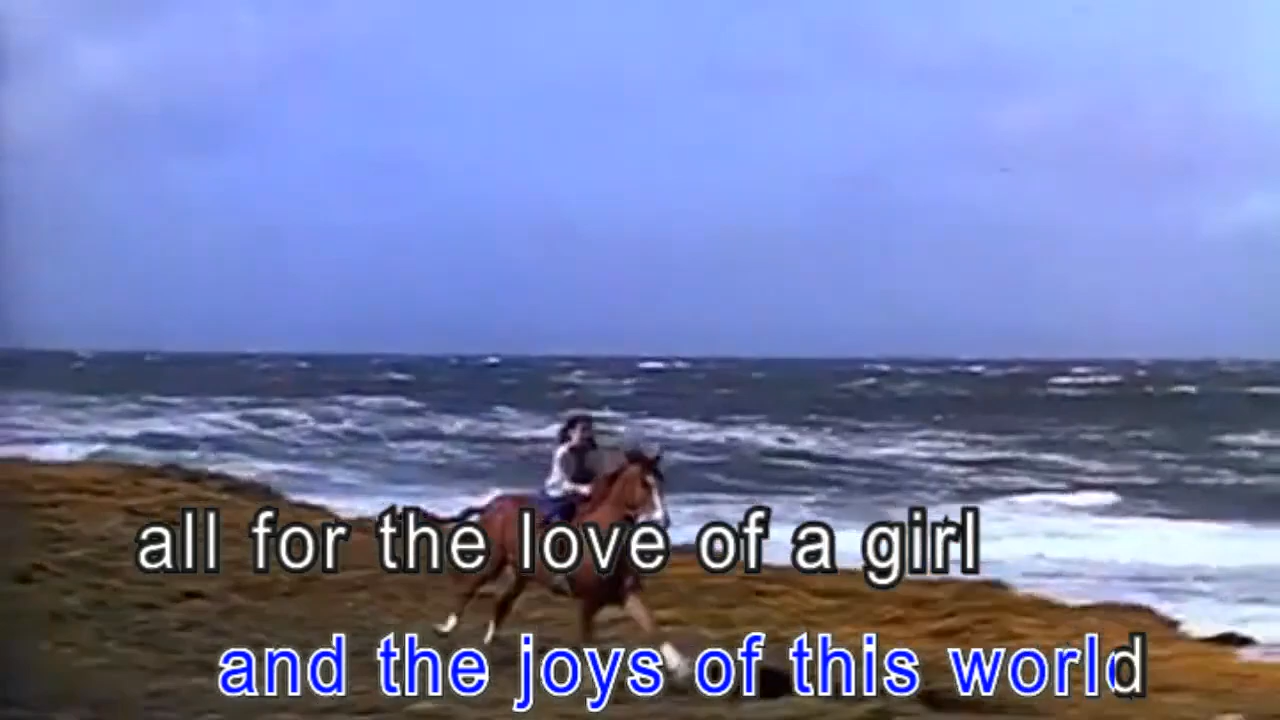 all for the love of a girl
and the joys of this world